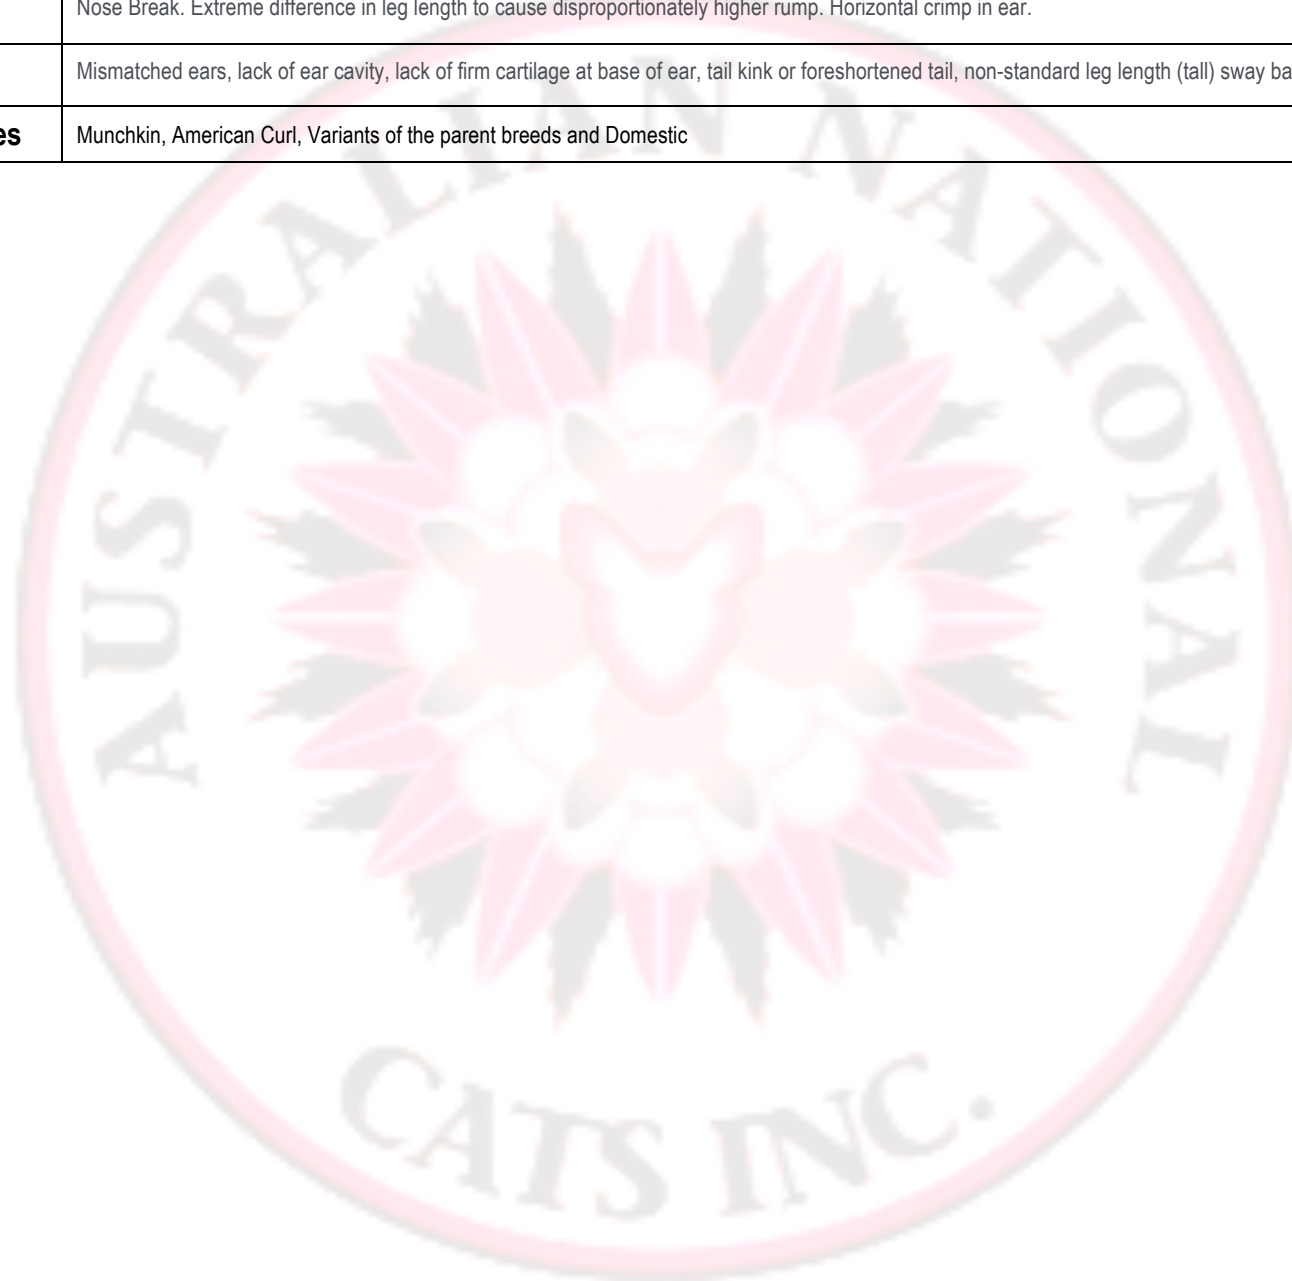 Nose Break. Extreme difference in leg length to cause disproportionately higher rump. Horizontal crimp in ear.
Mismatched ears, lack of ear cavity, lack of firm cartilage at base of ear, tail kink or foreshortened tail, non-standard leg length (tall) sway ba
es Munchkin, American Curl, Variants of the parent breeds and Domestic
AUSTRALIAN NATIONAL
CATS INC.